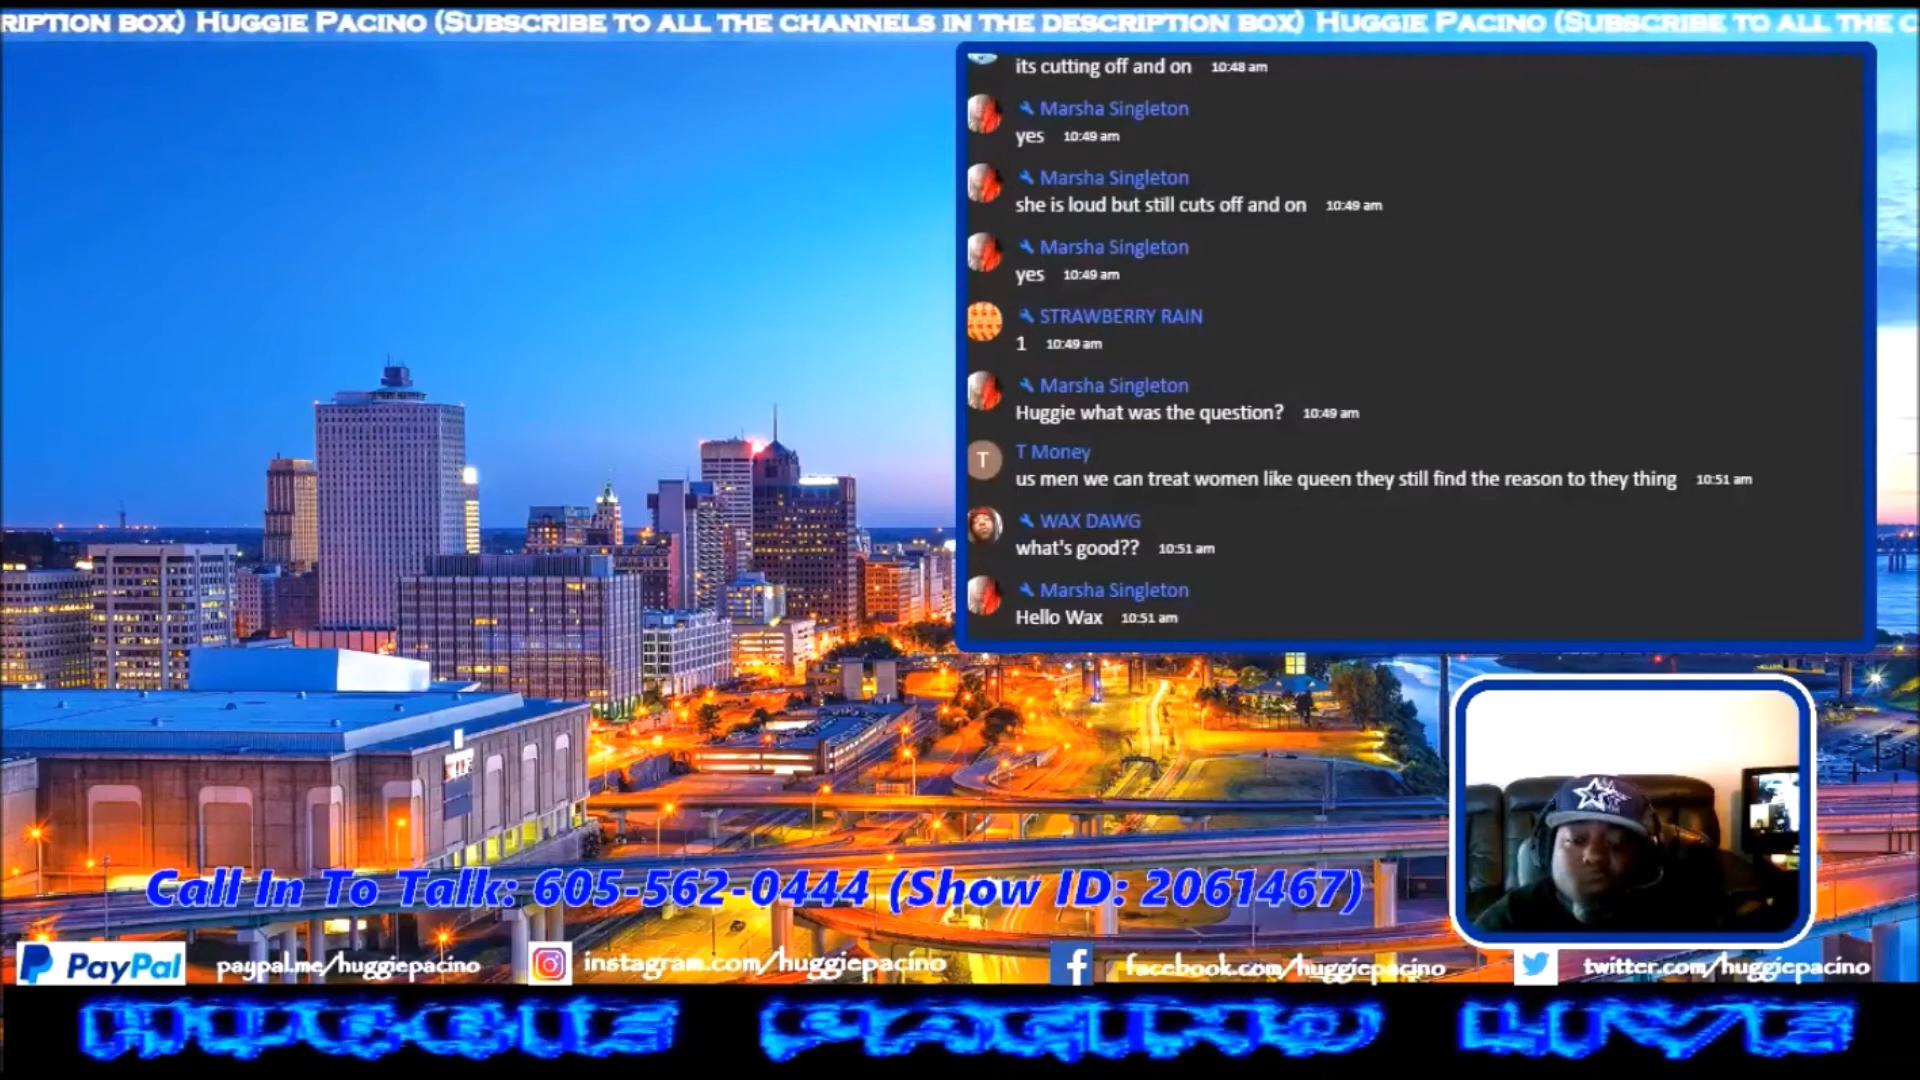 RIPTION BOX) HUGGIE PACINO (SUBSCRIBE TO ALL THE CHANNELS IN THE DESCRIPTION BOX) HUGGIE PACINO (SUBSCRIBE TO ALL THE C
its cutting off and on 10:48 am
Marsha Singleton
yes 10:49 am
Marsha Singleton
she is loud but still cuts off and on 10:49 am
Marsha Singleton
yes 10:49 am
STRAWBERRY RAIN
1 10:49 am
Marsha Singleton
Huggie what was the question? 10:49 am
T
T Money
us men we can treat women like queen they still find the reason to they thing 10:51 am
WAX DAWG
what's good?? 10:51 am
Marsha Singleton
Hello Wax 10:51 am
Call In To Talk: 605-562-0444 (Show ID: 2061467)
PayPal paypal.me/huggiepacino instagram.com/huggiepacino facebook.com/huggiepacino twitter.com/huggiepacino
HUGGIE PACINO LIVE